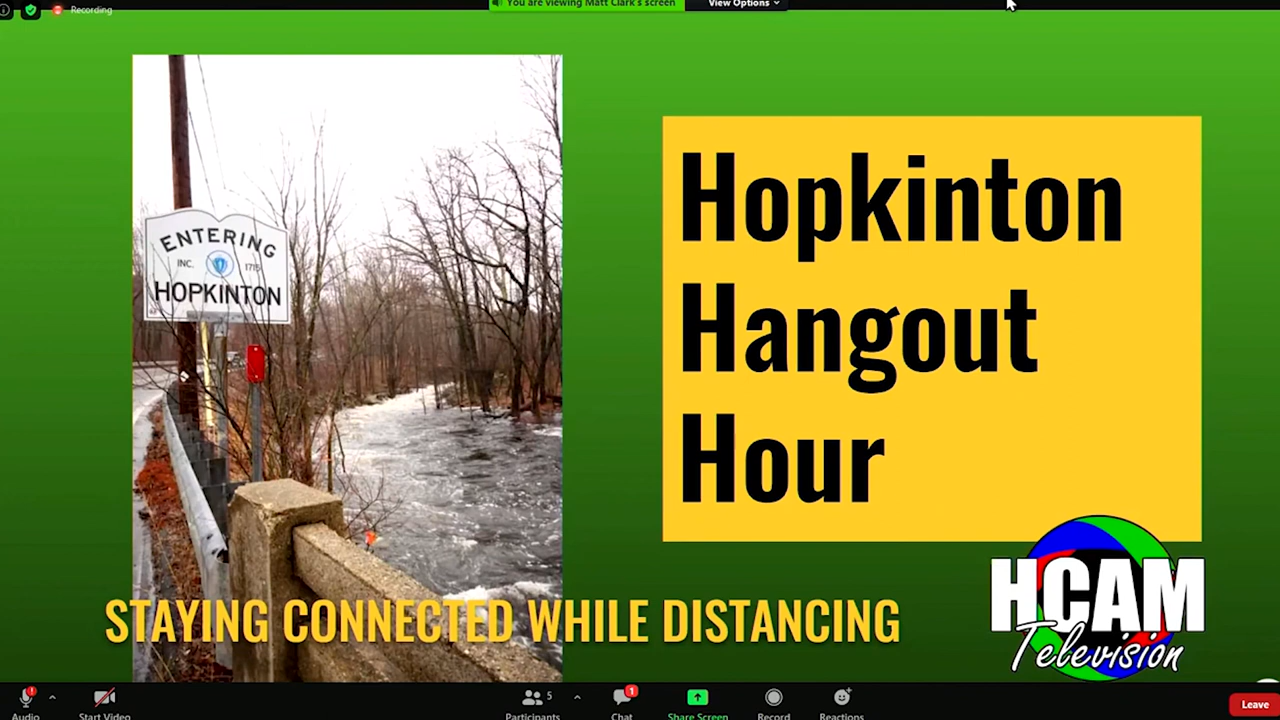 Recording
You are viewing Matt Clark's screen
View Options
ENTERING
INC. 1715
HOPKINTON
Hopkinton
Hangout
Hour
STAYING CONNECTED WHILE DISTANCING
HCAM
Television
Audio
Start Video
5
Participants
1
Chat
Share Screen
Record
Reactions
Leave